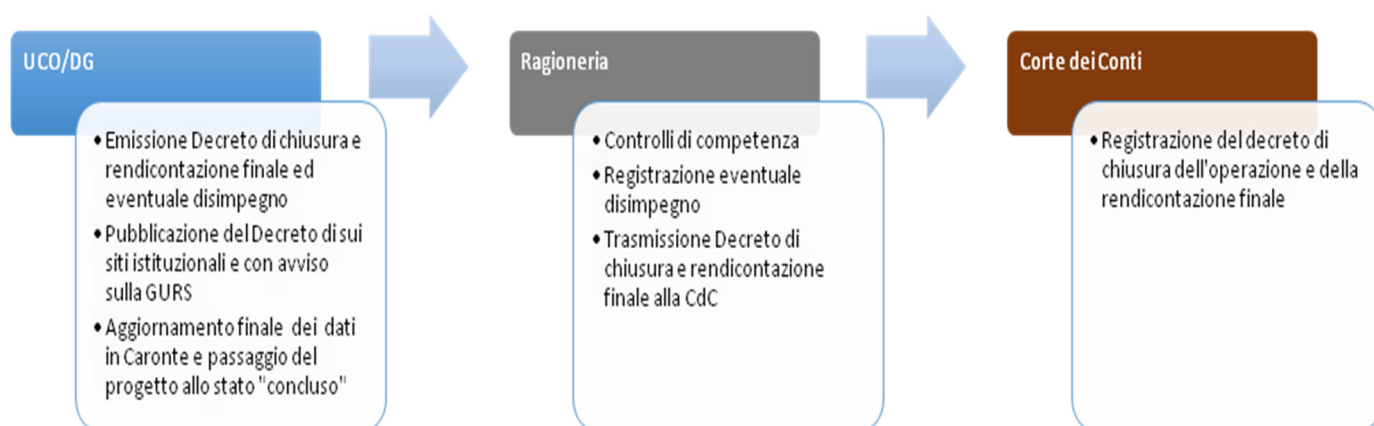 UCO/DG
• Emissione Decreto di chiusura e
rendicontazione finale ed
eventuale disimpegno
• Pubblicazione del Decreto di sui
siti istituzionali e con avviso
sulla GURS
• Aggiornamento finale dei dati
in Caronte e passaggio del
progetto allo stato "concluso"
Ragioneria
• Controlli di competenza
• Registrazione eventuale
disimpegno
• Trasmissione Decreto di
chiusura e rendicontazione
finale alla CdC
Corte dei Conti
• Registrazione del decreto di
chiusura dell'operazione e della
rendicontazione finale